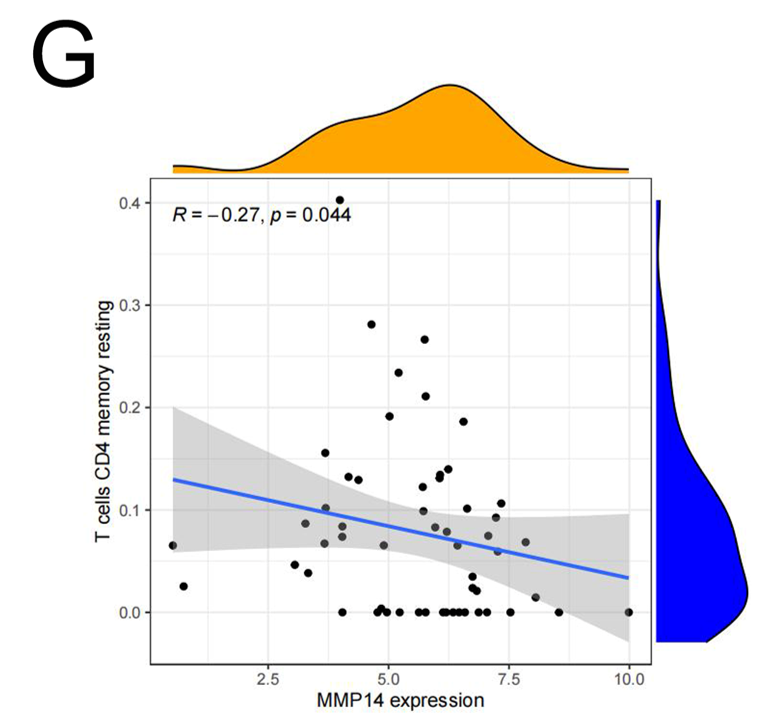 G
R = −0.27, p = 0.044
0.4
0.3
0.2
0.1
0.0
T cells CD4 memory resting
2.5 5.0 7.5 10.0
MMP14 expression